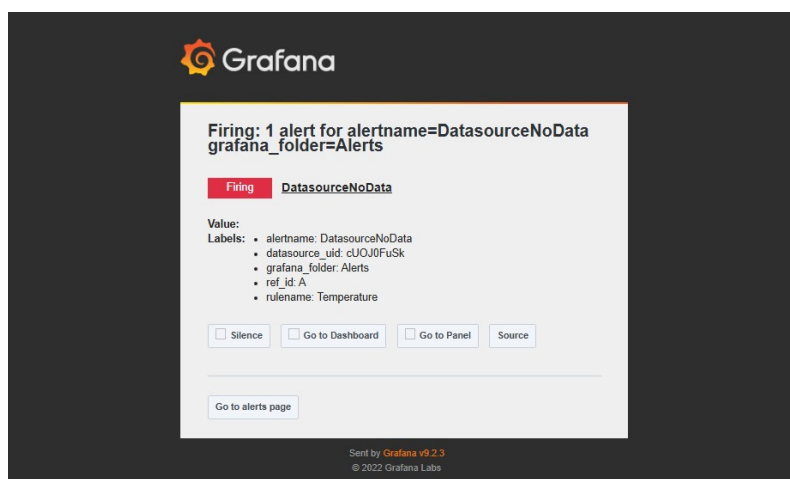 Grafana
Firing: 1 alert for alertname=DatasourceNoData
grafana_folder=Alerts
Firing DatasourceNoData
Value:
Labels: • alertname: DatasourceNoData
• datasource_uid: cUOJ0FuSk
• grafana_folder: Alerts
• ref_id: A
• rulename: Temperature
Silence Go to Dashboard Go to Panel Source
Go to alerts page
Sent by Grafana v9.2.3
© 2022 Grafana Labs